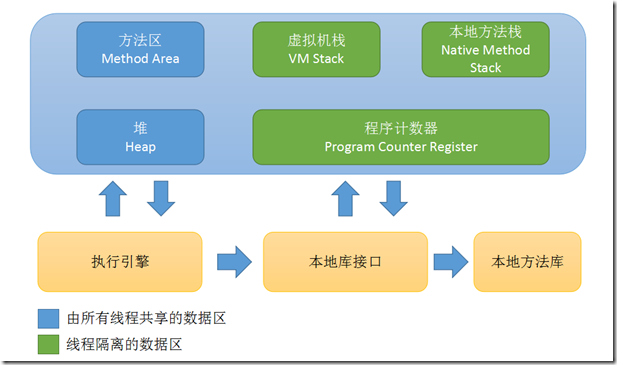 方法区
Method Area
虚拟机栈
VM Stack
本地方法栈
Native Method
Stack
堆
Heap
程序计数器
Program Counter Register
执行引擎
本地库接口
本地方法库
由所有线程共享的数据区
线程隔离的数据区